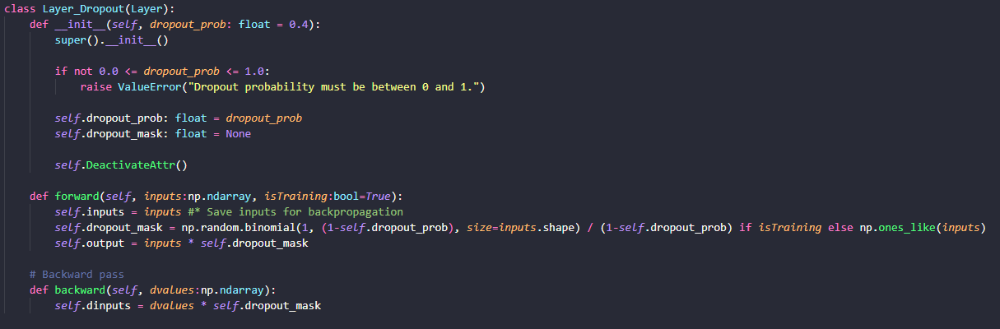 class Layer_Dropout(Layer):
    def __init__(self, dropout_prob: float = 0.4):
        super().__init__()
        if not 0.0 <= dropout_prob <= 1.0:
            raise ValueError("Dropout probability must be between 0 and 1.")
        self.dropout_prob: float = dropout_prob
        self.dropout_mask: float = None
        self.DeactivateAttr()
    def forward(self, inputs:np.ndarray, isTraining:bool=True):
        self.inputs = inputs #* Save inputs for backpropagation
        self.dropout_mask = np.random.binomial(1, (1-self.dropout_prob), size=inputs.shape) / (1-self.dropout_prob) if isTraining else np.ones_like(inputs)
        self.output = inputs * self.dropout_mask
    # Backward pass
    def backward(self, dvalues:np.ndarray):
        self.dinputs = dvalues * self.dropout_mask